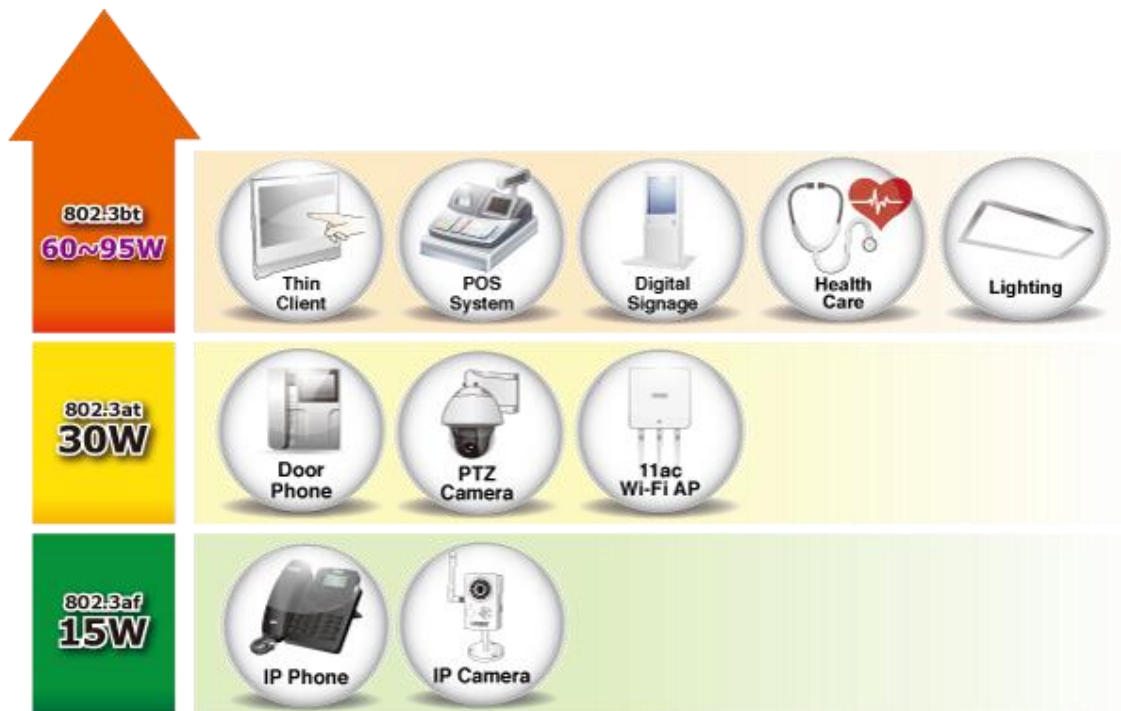 802.3bt
60~95W
Thin
Client
POS
System
Digital
Signage
Health
Care
Lighting
802.3at
30W
Door
Phone
PTZ
Camera
11ac
Wi-Fi AP
802.3af
15W
IP Phone
IP Camera